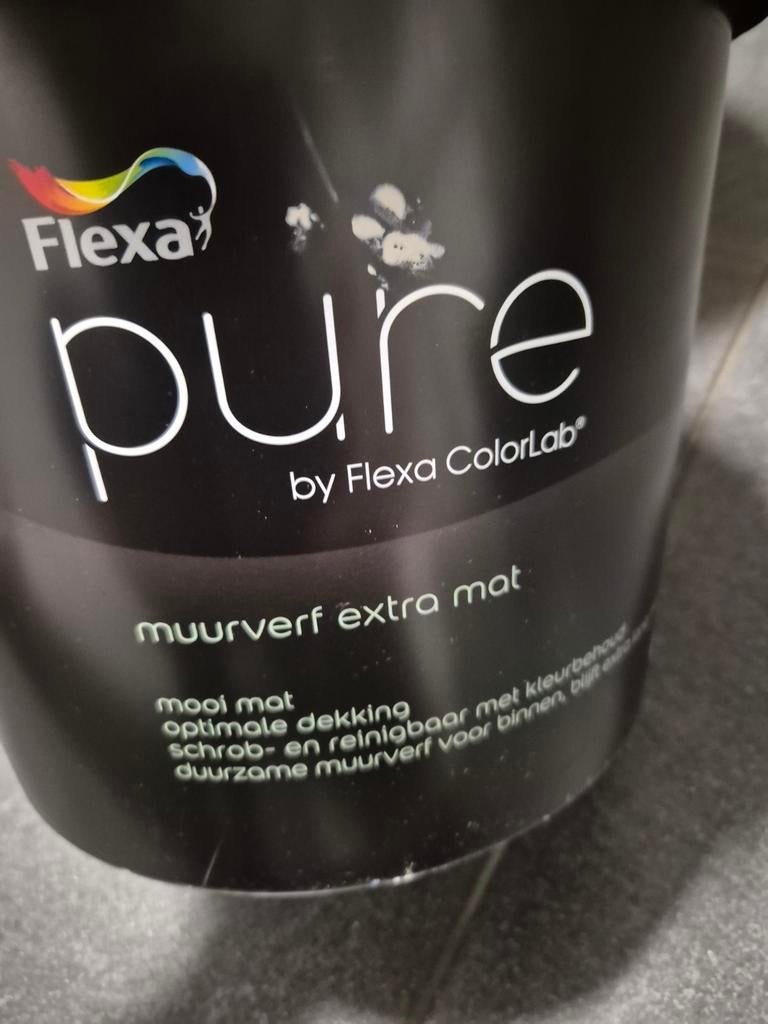 Flexa
pure
by Flexa ColorLab®
muurverf extra mat
mooi mat
optimale dekking
schrob- en reinigbaar met kleurbehoud
duurzame muurverf voor binnen, blijft extra